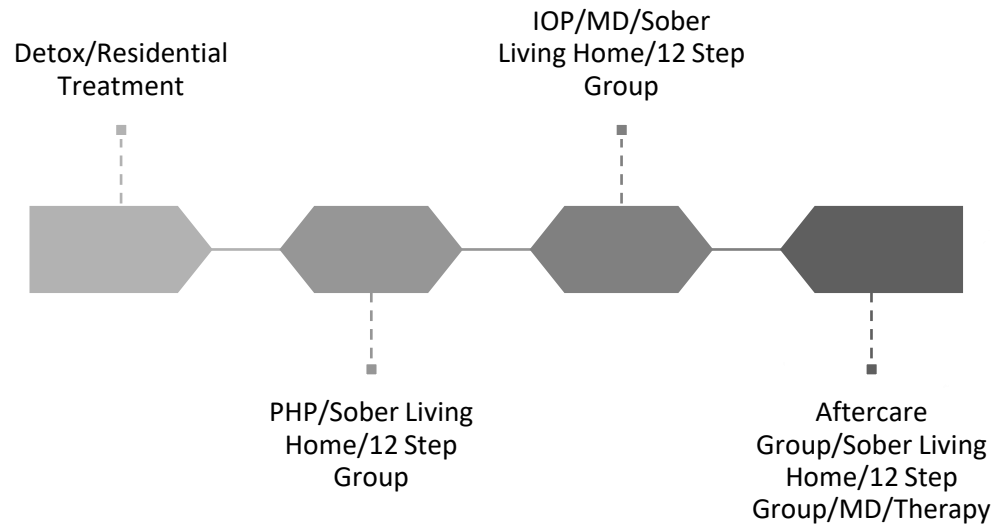 Detox/Residential
Treatment
PHP/Sober Living
Home/12 Step
Group
IOP/MD/Sober
Living Home/12 Step
Group
Aftercare
Group/Sober Living
Home/12 Step
Group/MD/Therapy